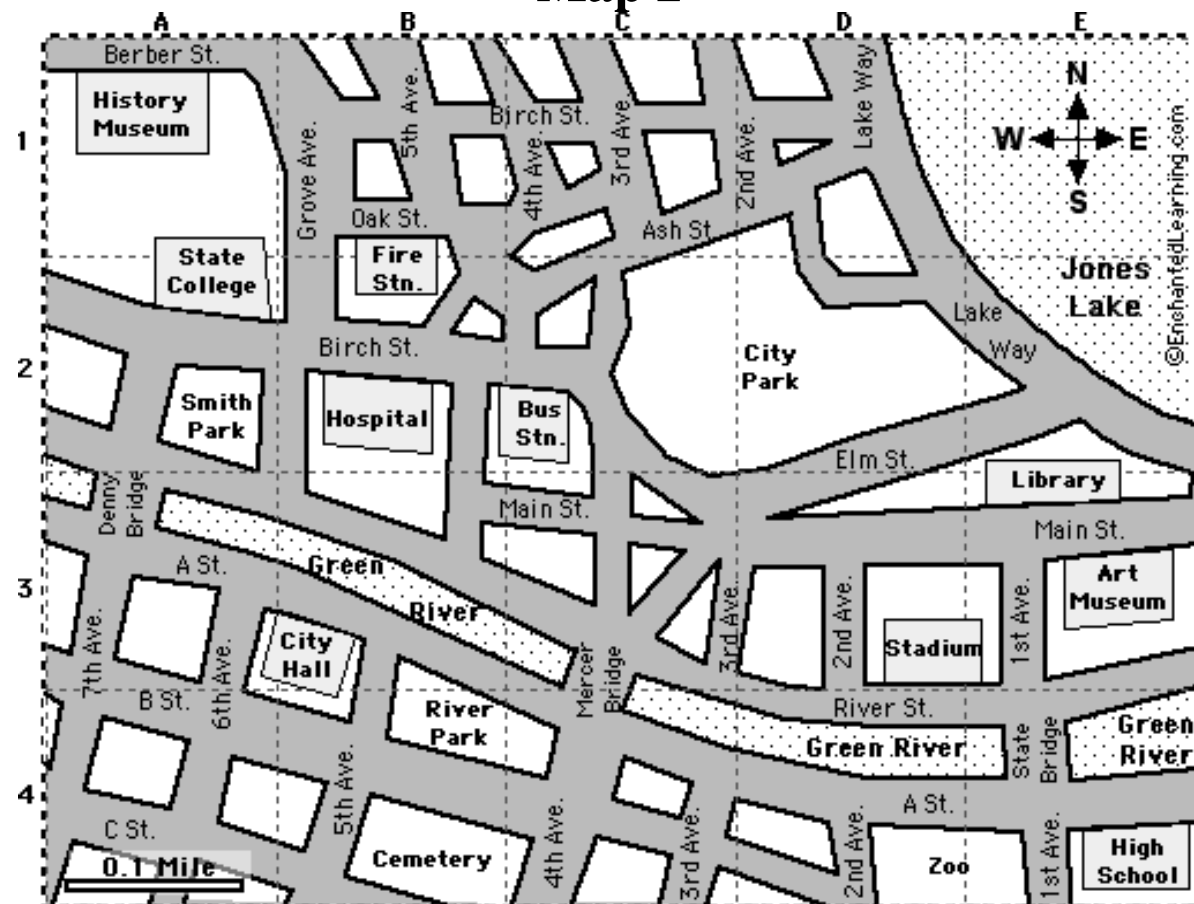 Map
A B C D E
1
2
3
4
Berber St.
History
Museum
Grove Ave.
5th Ave.
Birch St.
4th Ave.
3rd Ave.
2nd Ave.
Lake Way
N
W E
S
©EnchantedLearning.com
Oak St.
Ash St.
State
College
Fire
Stn.
Jones
Lake
Lake
Way
Birch St.
City
Park
Smith
Park
Hospital
Bus
Stn.
Elm St.
Library
Denny
Bridge
Main St.
Main St.
A St.
Green
River
Art
Museum
7th Ave.
6th Ave.
City
Hall
Mercer
Bridge
3rd Ave.
2nd Ave.
Stadium
1st Ave.
B St.
River
Park
River St.
Green River
State
Bridge
Green
River
5th Ave.
A St.
C St.
0.1 Mile
Cemetery
4th Ave.
3rd Ave.
2nd Ave.
Zoo
1st Ave.
High
School